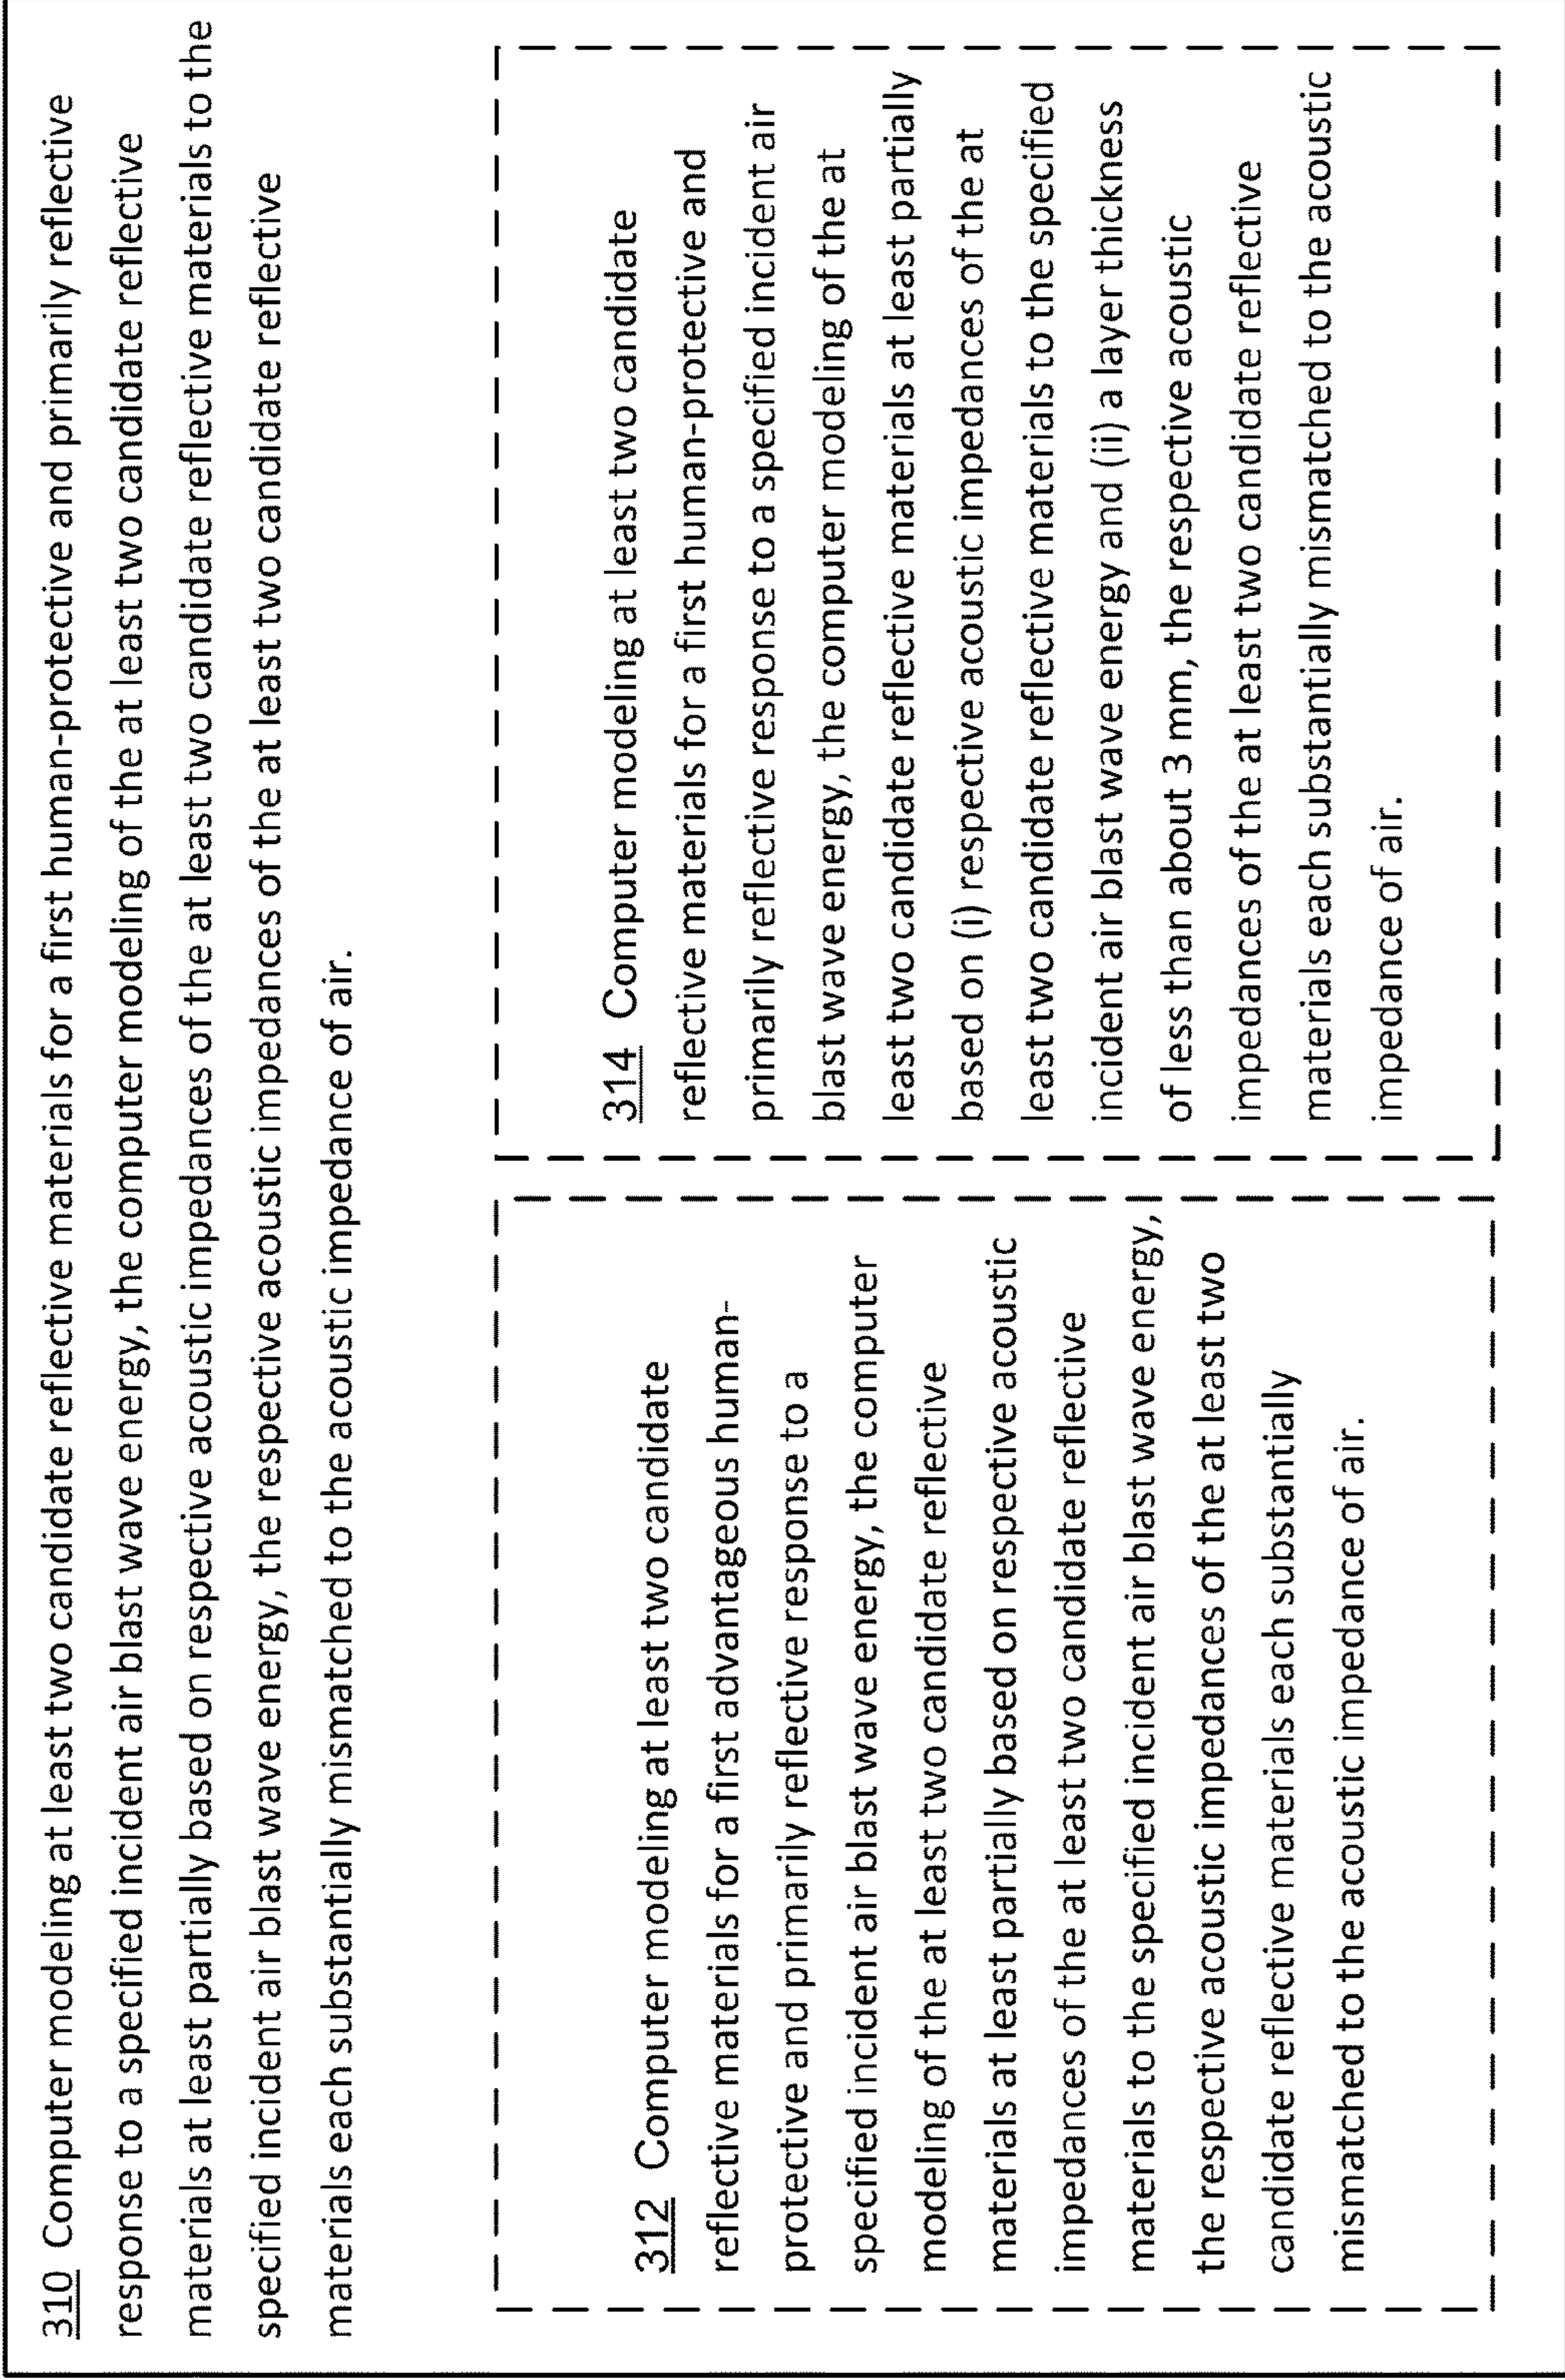 310 Computer modeling at least two candidate reflective materials for a first human-protective and primarily reflective
response to a specified incident air blast wave energy, the computer modeling of the at least two candidate reflective
materials at least partially based on respective acoustic impedances of the at least two candidate reflective materials to the
specified incident air blast wave energy, the respective acoustic impedances of the at least two candidate reflective
materials each substantially mismatched to the acoustic impedance of air.
312 Computer modeling at least two candidate
reflective materials for a first advantageous human-
protective and primarily reflective response to a
specified incident air blast wave energy, the computer
modeling of the at least two candidate reflective
materials at least partially based on respective acoustic
impedances of the at least two candidate reflective
materials to the specified incident air blast wave energy,
the respective acoustic impedances of the at least two
candidate reflective materials each substantially
mismatched to the acoustic impedance of air.
314 Computer modeling at least two candidate
reflective materials for a first human-protective and
primarily reflective response to a specified incident air
blast wave energy, the computer modeling of the at
least two candidate reflective materials at least partially
based on (i) respective acoustic impedances of the at
least two candidate reflective materials to the specified
incident air blast wave energy and (ii) a layer thickness
of less than about 3 mm, the respective acoustic
impedances of the at least two candidate reflective
materials each substantially mismatched to the acoustic
impedance of air.